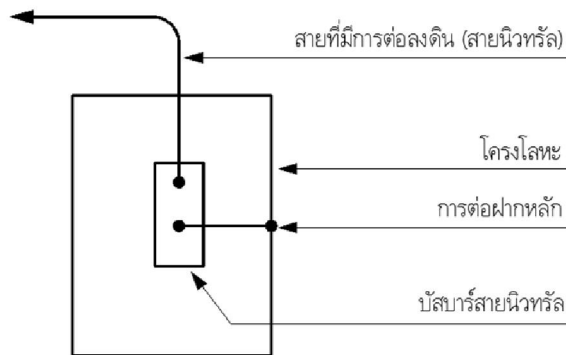 สายที่มีการต่อลงดิน (สายนิวทรัล)
โครงโลหะ
การต่อฝากหลัก
บัสบาร์สายนิวทรัล